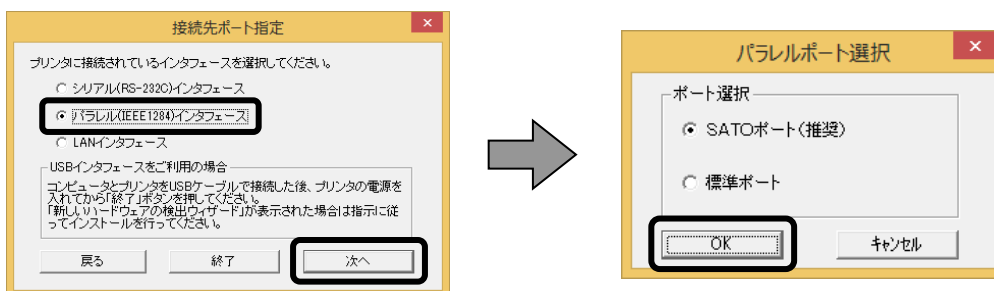 接続先ポート指定
プリンタに接続されているインタフェースを選択してください。
シリアル(RS-232C)インタフェース
パラレル(IEEE1284)インタフェース
LANインタフェース
USBインタフェースをご利用の場合
コンピュータとプリンタをUSBケーブルで接続した後、プリンタの電源を
入れてから「終了」ボタンを押してください。
「新しいハードウェアの検出ウィザード」が表示された場合は指示に従
ってインストールを行ってください。
戻る
終了
次へ
パラレルポート選択
ポート選択
SATOポート(推奨)
標準ポート
OK
キャンセル